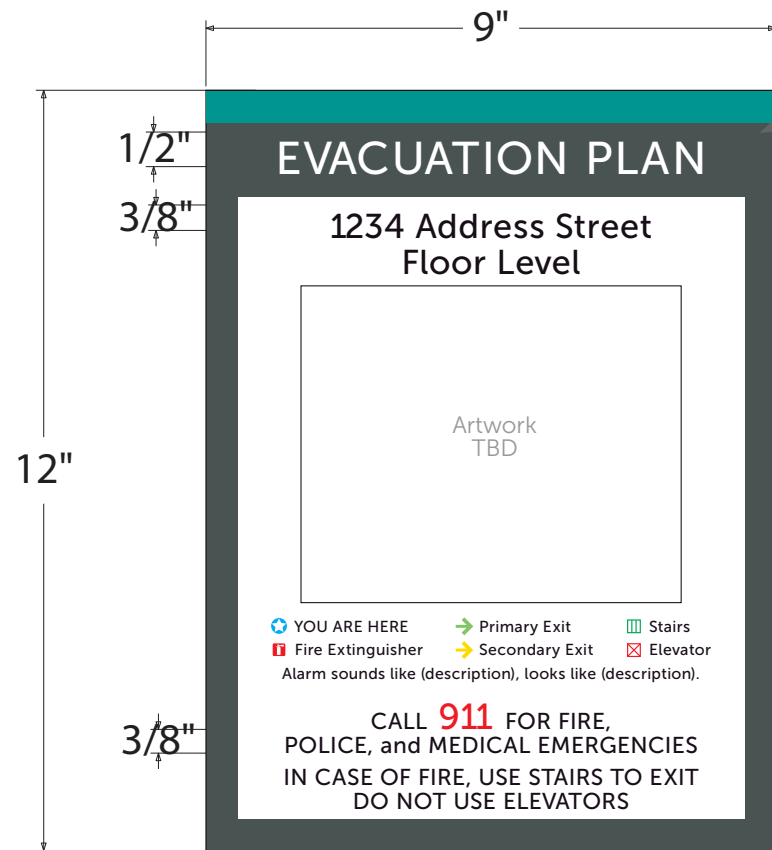 9"
1/2"
EVACUATION PLAN
3/8"
1234 Address Street
Floor Level
Artwork
TBD
12"
YOU ARE HERE Primary Exit Stairs
Fire Extinguisher Secondary Exit Elevator
Alarm sounds like (description), looks like (description).
3/8"
CALL 911 FOR FIRE,
POLICE, and MEDICAL EMERGENCIES
IN CASE OF FIRE, USE STAIRS TO EXIT
DO NOT USE ELEVATORS